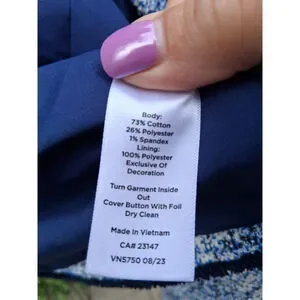 Body:
73% Cotton
26% Polyester
1% Spandex
Lining:
100% Polyester
Exclusive Of
Decoration
Turn Garment Inside
Out
Cover Button With Foil
Dry Clean
Made In Vietnam
CA# 23147
VN5750 08/23